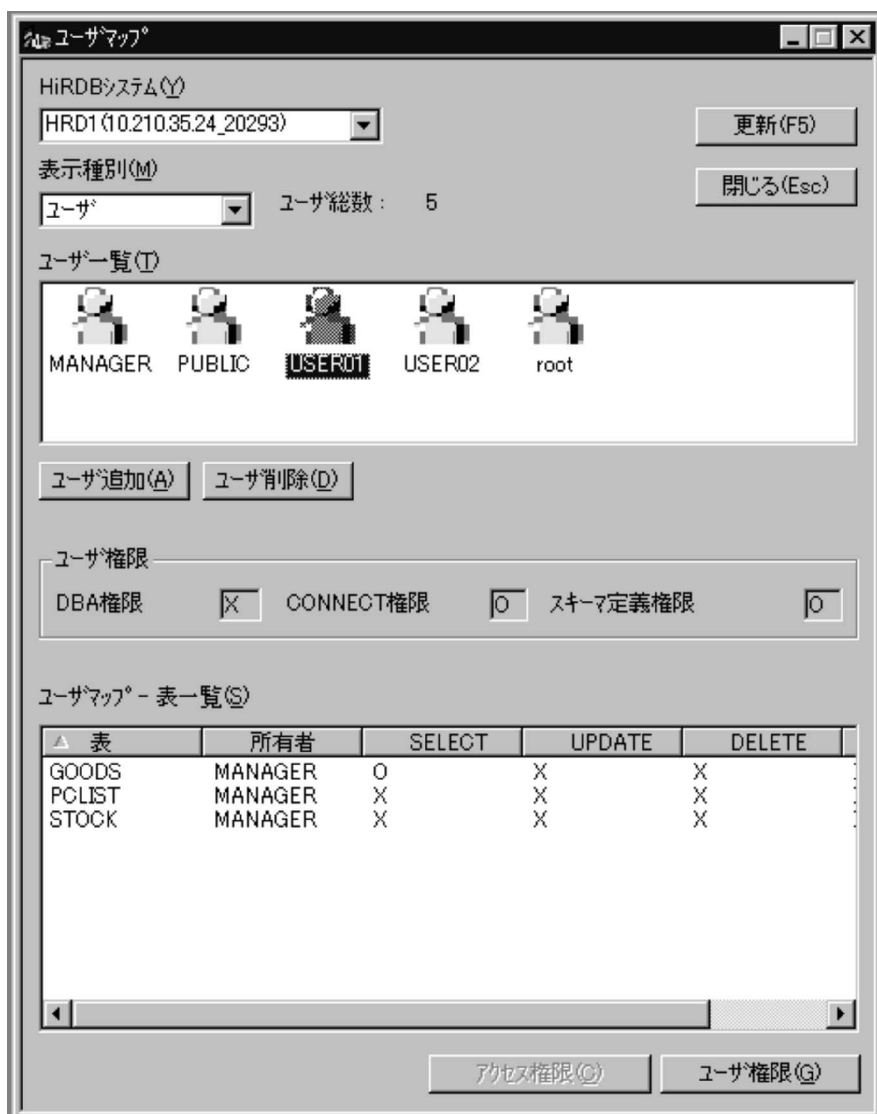 ユーザマップ
HiRDBシステム(Y)
HRD1(10.210.35.24_20293)
更新(F5)
表示種別(M)
閉じる(Esc)
ユーザ
ユーザ総数： 5
ユーザ一覧(T)
MANAGER PUBLIC USER01 USER02 root
ユーザ追加(A) ユーザ削除(D)
ユーザ権限
DBA権限 X CONNECT権限 O スキーマ定義権限 O
ユーザマップ - 表一覧(S)
表 所有者 SELECT UPDATE DELETE
GOODS MANAGER O X X
PCLIST MANAGER X X X
STOCK MANAGER X X X
アクセス権限(C) ユーザ権限(G)